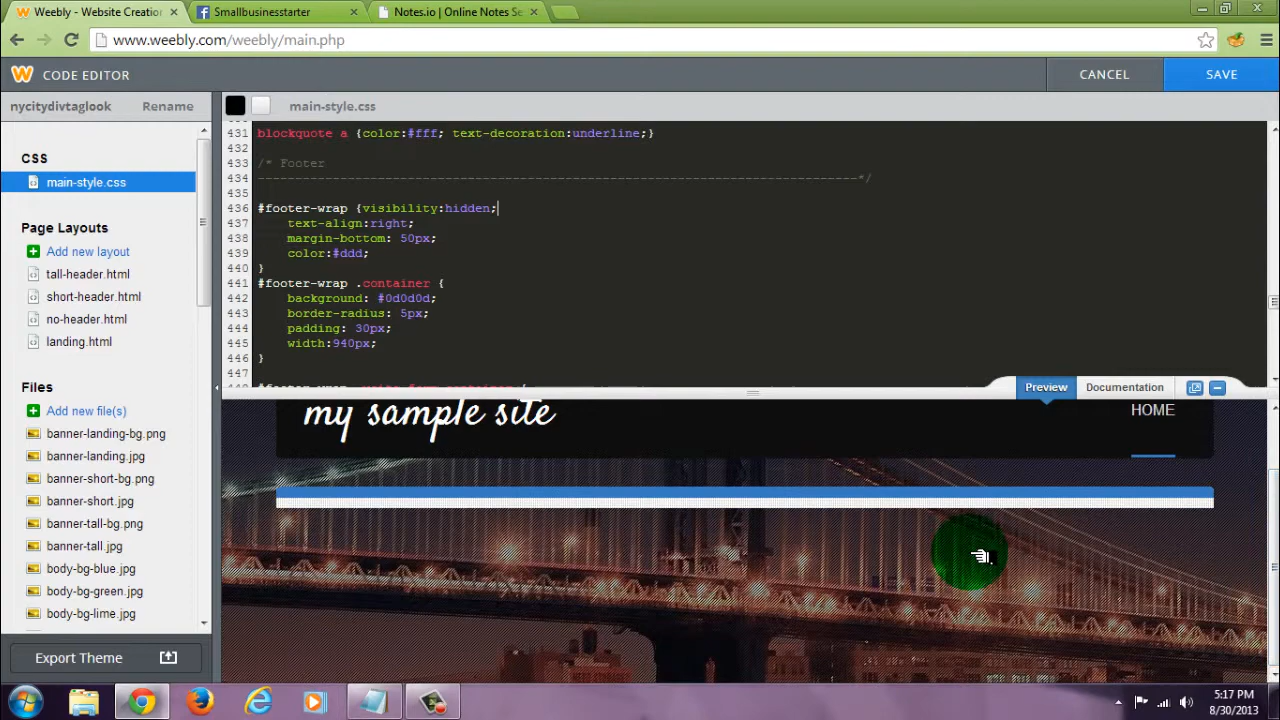 Weebly - Website Creation
Smallbusinesstarter
Notes.io | Online Notes Se
www.weebly.com/weebly/main.php
CODE EDITOR
CANCEL
SAVE
nycitydivtaglook
Rename
main-style.css
CSS
main-style.css
Page Layouts
Add new layout
tall-header.html
short-header.html
no-header.html
landing.html
Files
Add new file(s)
banner-landing-bg.png
banner-landing.jpg
banner-short-bg.png
banner-short.jpg
banner-tall-bg.png
banner-tall.jpg
body-bg-blue.jpg
body-bg-green.jpg
body-bg-lime.jpg
Export Theme
431 blockquote a {color:#fff; text-decoration:underline;}
432
433 /* Footer
434 --------------------------------------------------------------------------------*/
435
436 #footer-wrap {visibility:hidden;
437 text-align:right;
438 margin-bottom: 50px;
439 color:#ddd;
440 }
441 #footer-wrap .container {
442 background: #0d0d0d;
443 border-radius: 5px;
444 padding: 30px;
445 width:940px;
446 }
447
Preview
Documentation
my sample site
HOME
5:17 PM
8/30/2013